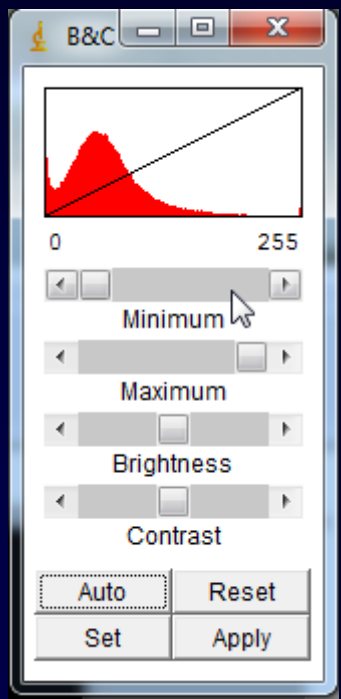 B&C
0 255
Minimum
Maximum
Brightness
Contrast
Auto Reset
Set Apply